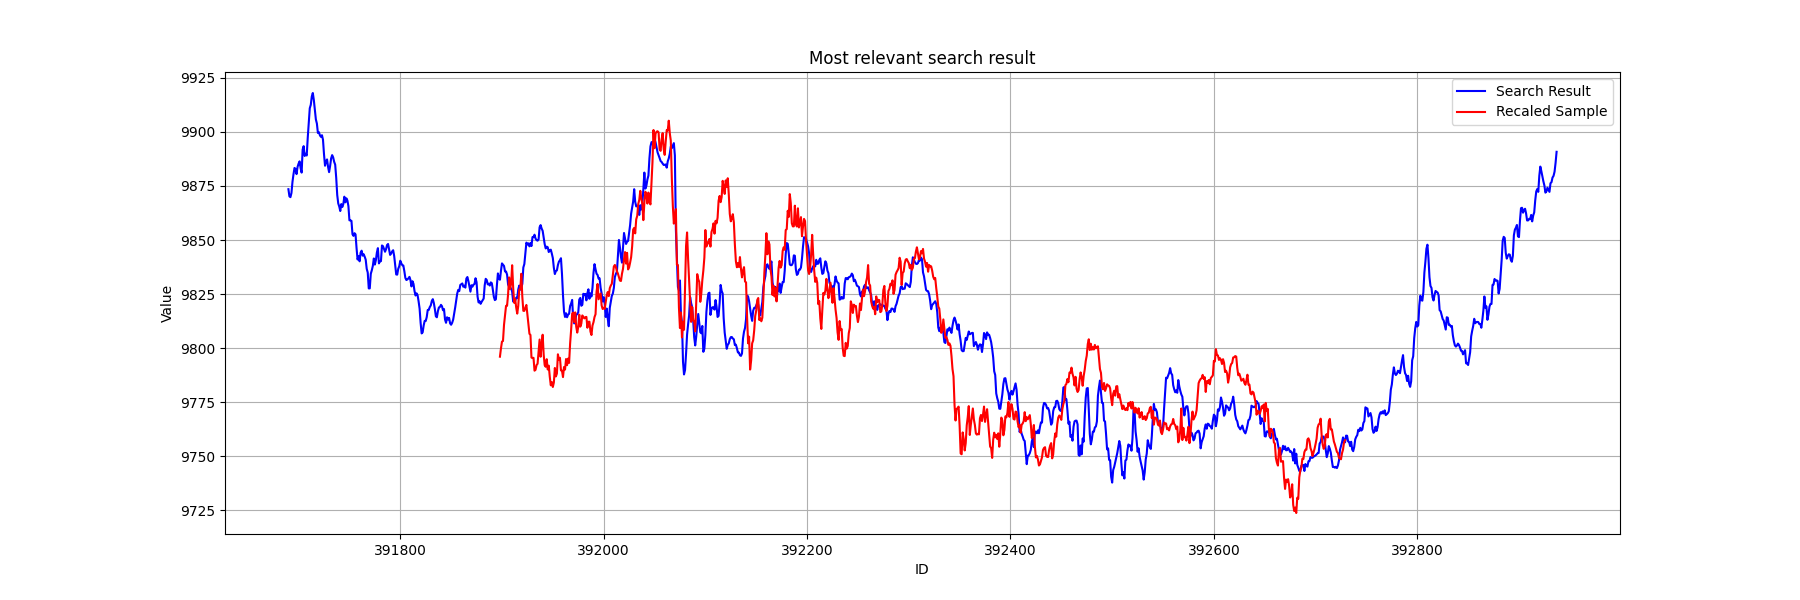 Most relevant search result
Search Result
Recaled Sample
Value
9925
9900
9875
9850
9825
9800
9775
9750
9725
391800 392000 392200 392400 392600 392800
ID